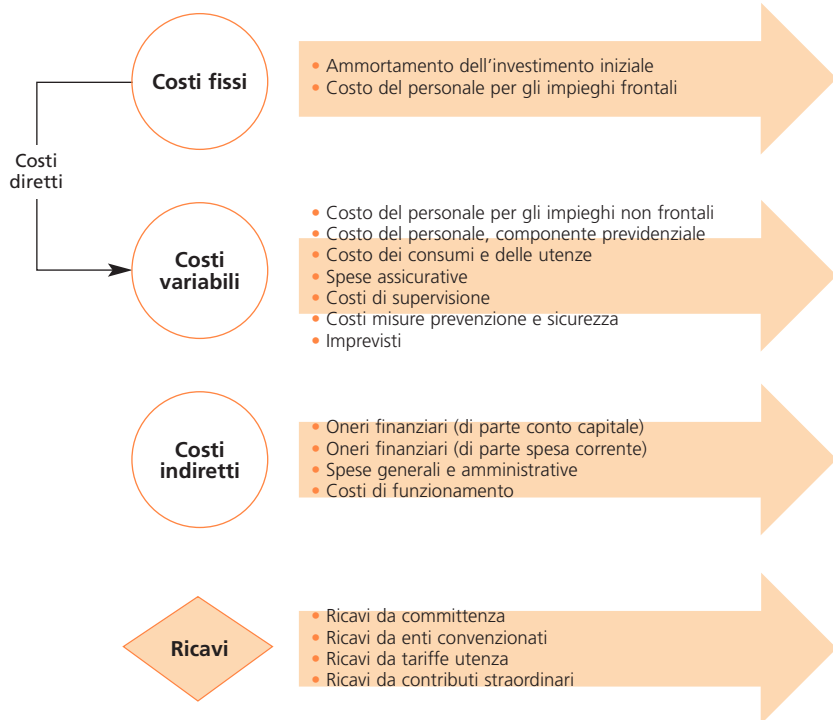 Costi fissi
• Ammortamento dell'investimento iniziale
• Costo del personale per gli impieghi frontali
Costi
diretti
Costi
variabili
• Costo del personale per gli impieghi non frontali
• Costo del personale, componente previdenziale
• Costo dei consumi e delle utenze
• Spese assicurative
• Costi di supervisione
• Costi misure prevenzione e sicurezza
• Imprevisti
Costi
indiretti
• Oneri finanziari (di parte conto capitale)
• Oneri finanziari (di parte spesa corrente)
• Spese generali e amministrative
• Costi di funzionamento
Ricavi
• Ricavi da committenza
• Ricavi da enti convenzionati
• Ricavi da tariffe utenza
• Ricavi da contributi straordinari